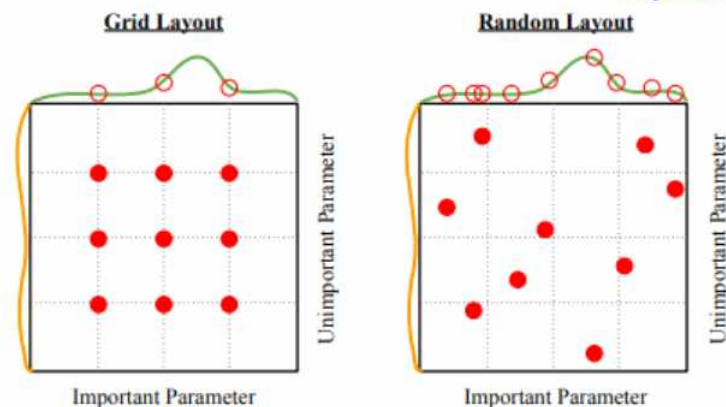 Grid Layout
Random Layout
Unimportant Parameter
Unimportant Parameter
Important Parameter
Important Parameter